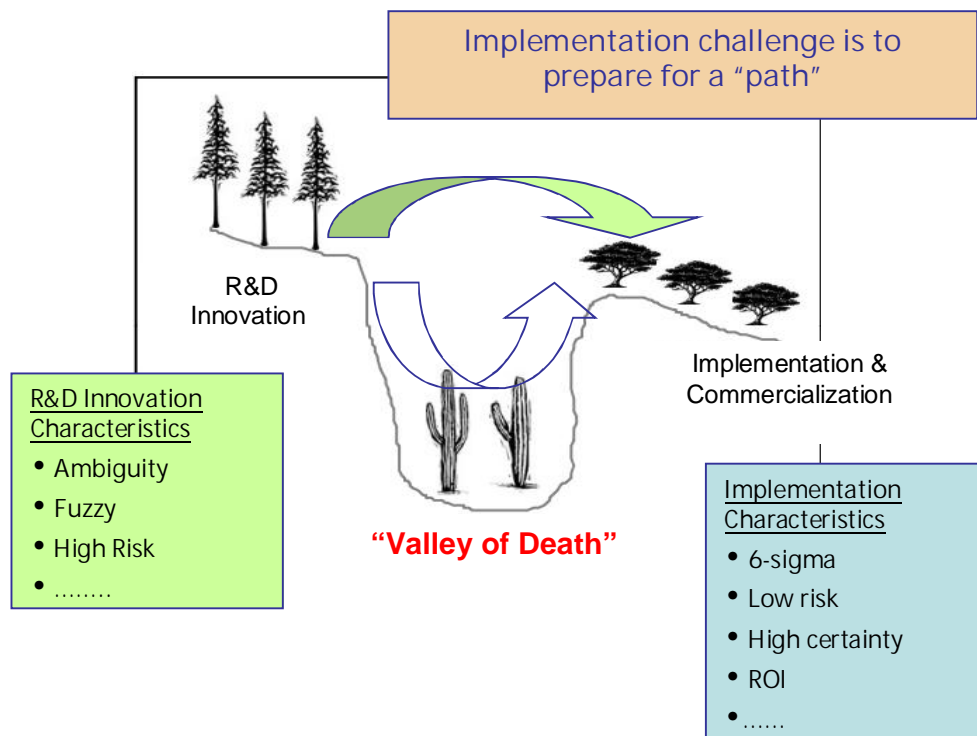 Implementation challenge is to
prepare for a “path”
R&D
Innovation
Implementation &
Commercialization
R&D Innovation
Characteristics
• Ambiguity
• Fuzzy
• High Risk
• ........
“Valley of Death”
Implementation
Characteristics
• 6-sigma
• Low risk
• High certainty
• ROI
• ......